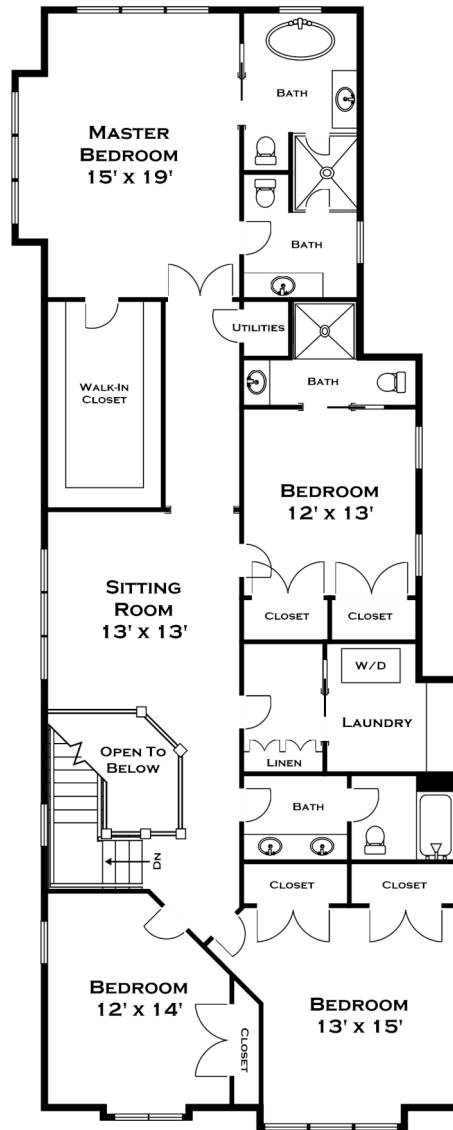 BATH
MASTER
BEDROOM
15' x 19'
BATH
UTILITIES
WALK-IN
CLOSET
BATH
BEDROOM
12' x 13'
SITTING
ROOM
13' x 13'
CLOSET
CLOSET
W/D
LAUNDRY
OPEN TO
BELOW
LINEN
BATH
DN
CLOSET
CLOSET
BEDROOM
12' x 14'
BEDROOM
13' x 15'
CLOSET